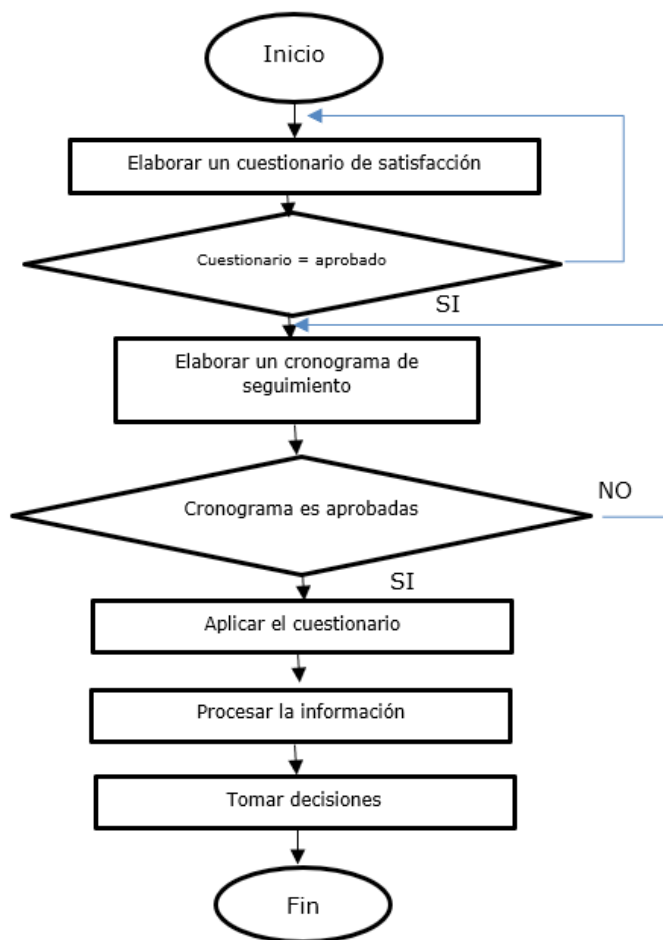 Inicio
Elaborar un cuestionario de satisfacción
Cuestionario = aprobado
SI
Elaborar un cronograma de
seguimiento
Cronograma es aprobadas
NO
SI
Aplicar el cuestionario
Procesar la información
Tomar decisiones
Fin